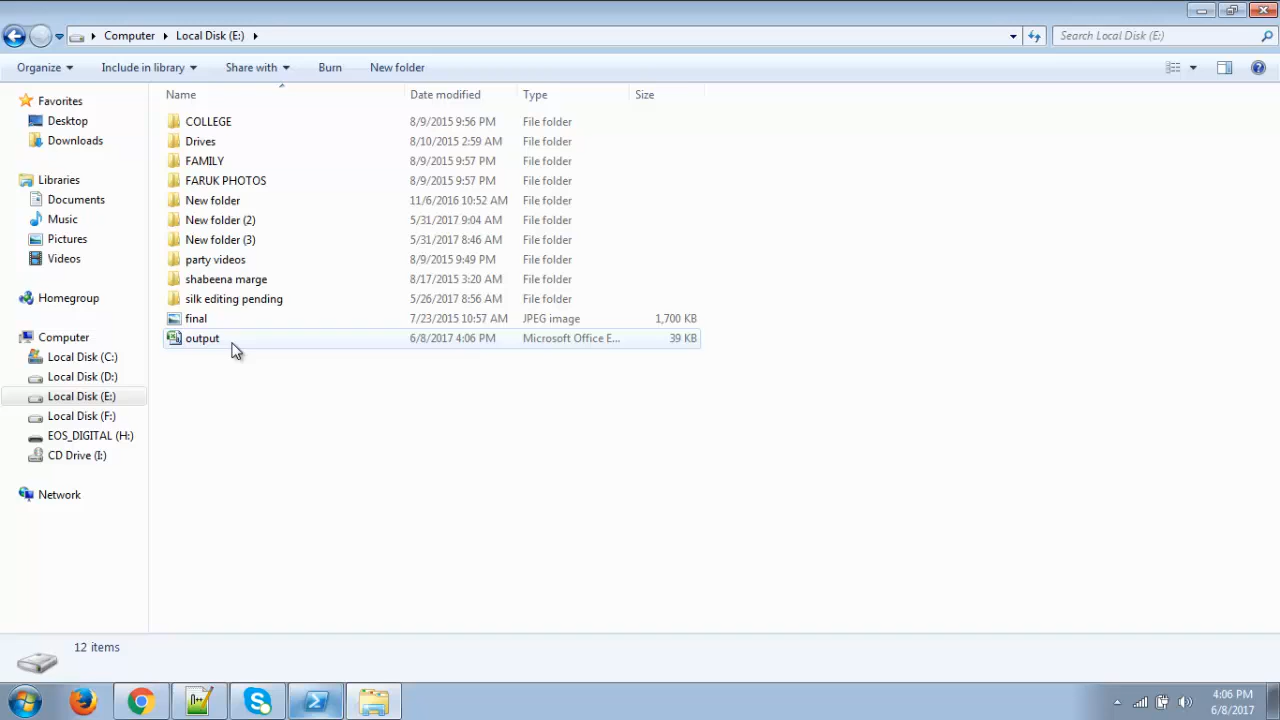 Computer Local Disk (E:) Search Local Disk (E:)
Organize Include in library Share with Burn New folder
Name Date modified Type Size
Favorites
Desktop
Downloads
Libraries
Documents
Music
Pictures
Videos
Homegroup
Computer
Local Disk (C:)
Local Disk (D:)
Local Disk (E:)
Local Disk (F:)
EOS_DIGITAL (H:)
CD Drive (I:)
Network
COLLEGE 8/9/2015 9:56 PM File folder
Drives 8/10/2015 2:59 AM File folder
FAMILY 8/9/2015 9:57 PM File folder
FARUK PHOTOS 8/9/2015 9:57 PM File folder
New folder 11/6/2016 10:52 AM File folder
New folder (2) 5/31/2017 9:04 AM File folder
New folder (3) 5/31/2017 8:46 AM File folder
party videos 8/9/2015 9:49 PM File folder
shabeena marge 8/17/2015 3:20 AM File folder
silk editing pending 5/26/2017 8:56 AM File folder
final 7/23/2015 10:57 AM JPEG image 1,700 KB
output 6/8/2017 4:06 PM Microsoft Office E... 39 KB
12 items
4:06 PM
6/8/2017